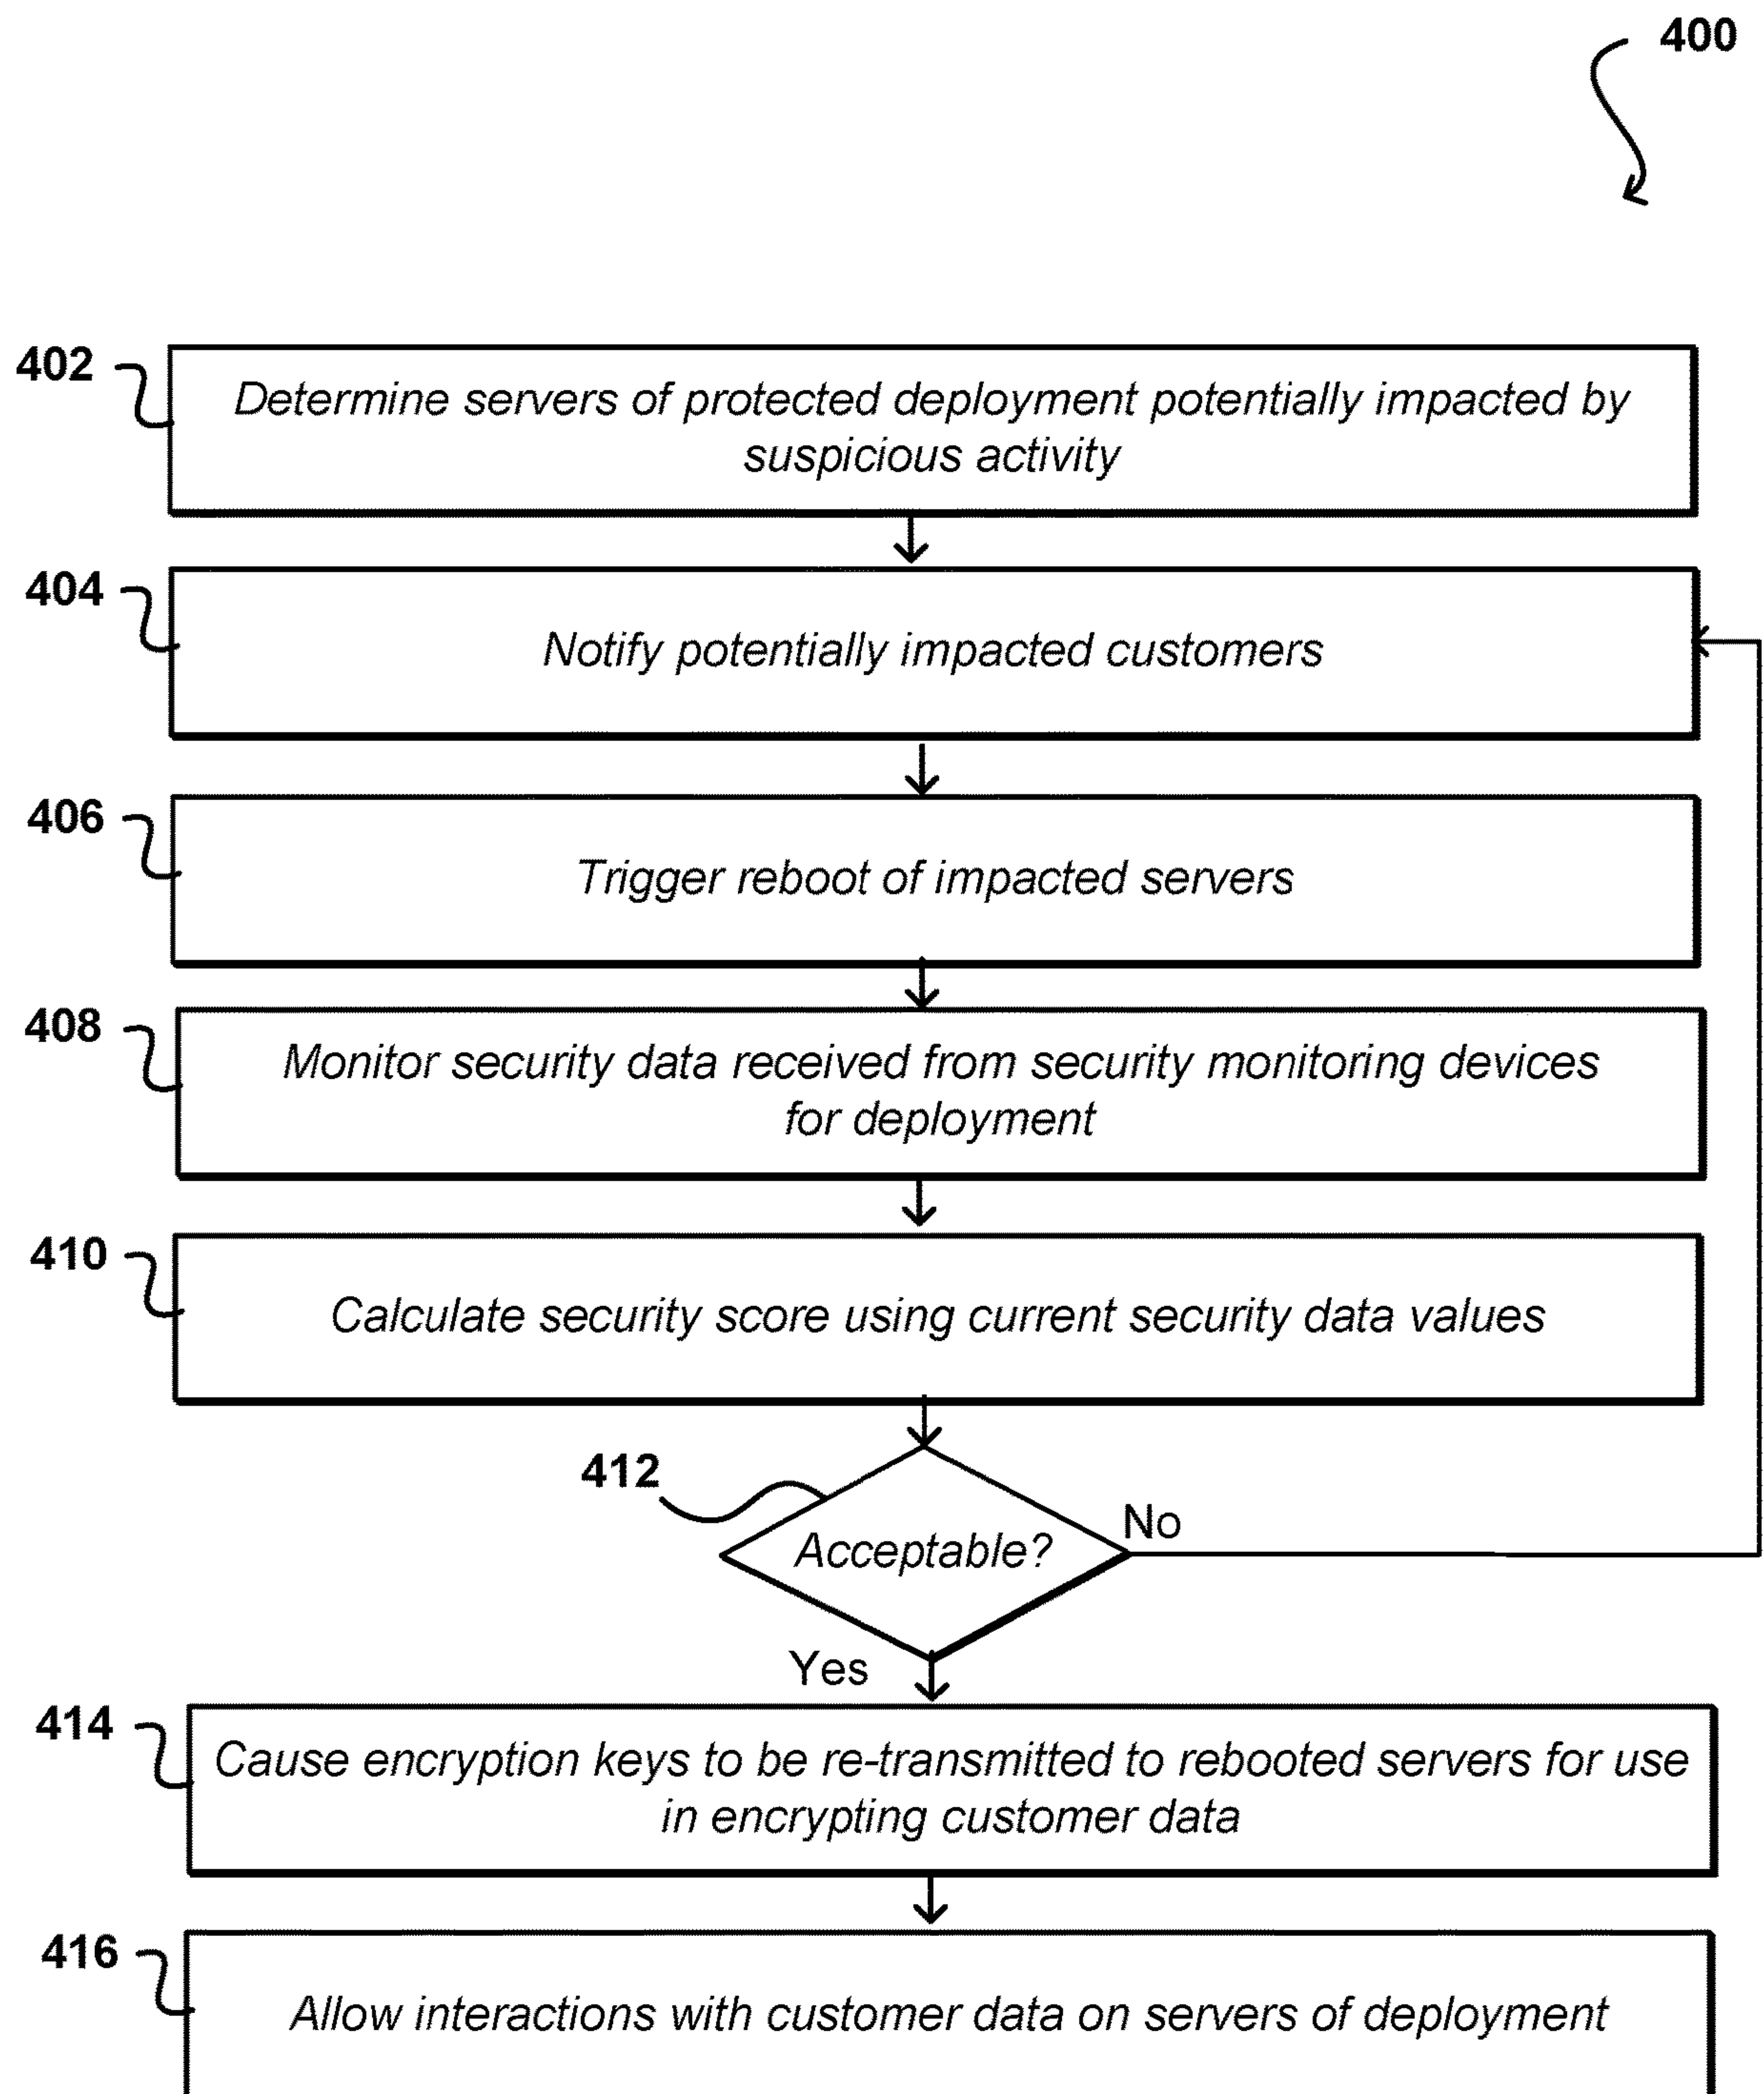 400
402
Determine servers of protected deployment potentially impacted by
suspicious activity
404
Notify potentially impacted customers
406
Trigger reboot of impacted servers
408
Monitor security data received from security monitoring devices
for deployment
410
Calculate security score using current security data values
412
Acceptable?
No
Yes
414
Cause encryption keys to be re-transmitted to rebooted servers for use
in encrypting customer data
416
Allow interactions with customer data on servers of deployment